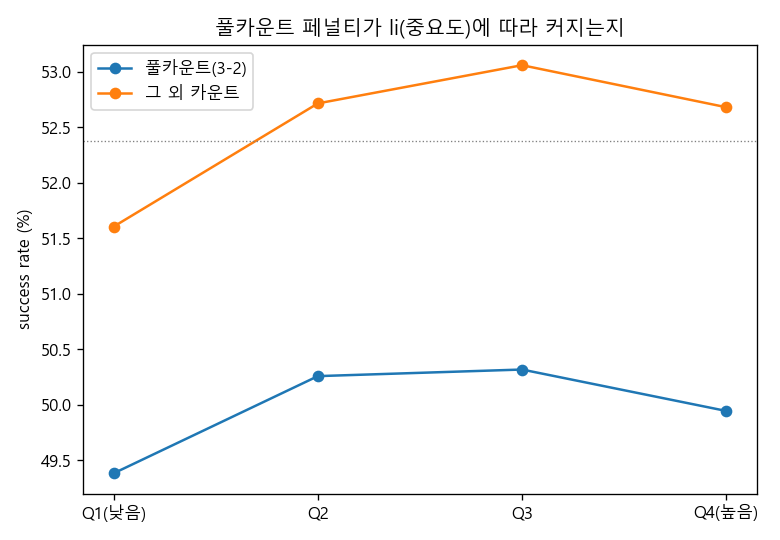 풀카운트 페널티가 li(중요도)에 따라 커지는지
풀카운트(3-2)
그 외 카운트
success rate (%)
53.0
52.5
52.0
51.5
51.0
50.5
50.0
49.5
Q1(낮음)
Q2
Q3
Q4(높음)